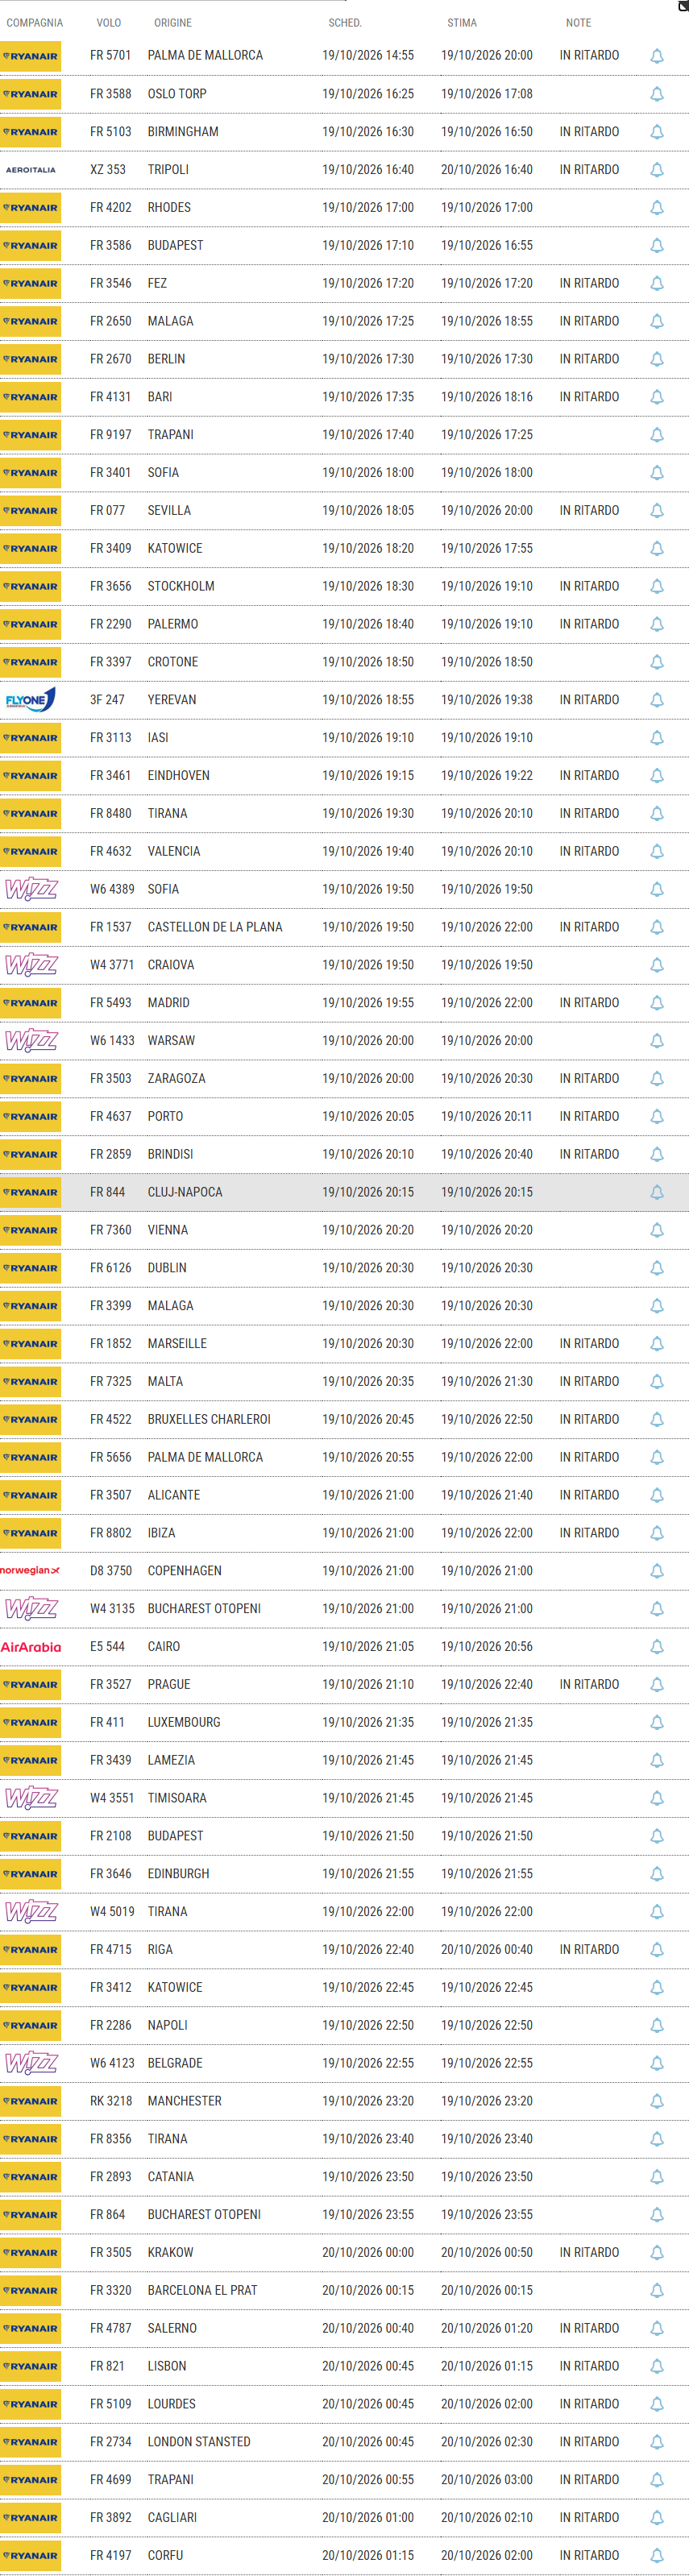 COMPAGNIA VOLO ORIGINE SCHED. STIMA NOTE
RYANAIR FR 5701 PALMA DE MALLORCA 19/10/2026 14:55 19/10/2026 20:00 IN RITARDO
RYANAIR FR 3588 OSLO TORP 19/10/2026 16:25 19/10/2026 17:08
RYANAIR FR 5103 BIRMINGHAM 19/10/2026 16:30 19/10/2026 16:50 IN RITARDO
AEROITALIA XZ 353 TRIPOLI 19/10/2026 16:40 20/10/2026 16:40 IN RITARDO
RYANAIR FR 4202 RHODES 19/10/2026 17:00 19/10/2026 17:00
RYANAIR FR 3586 BUDAPEST 19/10/2026 17:10 19/10/2026 16:55
RYANAIR FR 3546 FEZ 19/10/2026 17:20 19/10/2026 17:20 IN RITARDO
RYANAIR FR 2650 MALAGA 19/10/2026 17:25 19/10/2026 18:55 IN RITARDO
RYANAIR FR 2670 BERLIN 19/10/2026 17:30 19/10/2026 17:30 IN RITARDO
RYANAIR FR 4131 BARI 19/10/2026 17:35 19/10/2026 18:16 IN RITARDO
RYANAIR FR 9197 TRAPANI 19/10/2026 17:40 19/10/2026 17:25
RYANAIR FR 3401 SOFIA 19/10/2026 18:00 19/10/2026 18:00
RYANAIR FR 077 SEVILLA 19/10/2026 18:05 19/10/2026 20:00 IN RITARDO
RYANAIR FR 3409 KATOWICE 19/10/2026 18:20 19/10/2026 17:55
RYANAIR FR 3656 STOCKHOLM 19/10/2026 18:30 19/10/2026 19:10 IN RITARDO
RYANAIR FR 2290 PALERMO 19/10/2026 18:40 19/10/2026 19:10 IN RITARDO
RYANAIR FR 3397 CROTONE 19/10/2026 18:50 19/10/2026 18:50
FLYONE 3F 247 YEREVAN 19/10/2026 18:55 19/10/2026 19:38 IN RITARDO
RYANAIR FR 3113 IASI 19/10/2026 19:10 19/10/2026 19:10
RYANAIR FR 3461 EINDHOVEN 19/10/2026 19:15 19/10/2026 19:22 IN RITARDO
RYANAIR FR 8480 TIRANA 19/10/2026 19:30 19/10/2026 20:10 IN RITARDO
RYANAIR FR 4632 VALENCIA 19/10/2026 19:40 19/10/2026 20:10 IN RITARDO
WIZZ W6 4389 SOFIA 19/10/2026 19:50 19/10/2026 19:50
RYANAIR FR 1537 CASTELLON DE LA PLANA 19/10/2026 19:50 19/10/2026 22:00 IN RITARDO
WIZZ W4 3771 CRAIOVA 19/10/2026 19:50 19/10/2026 19:50
RYANAIR FR 5493 MADRID 19/10/2026 19:55 19/10/2026 22:00 IN RITARDO
WIZZ W6 1433 WARSAW 19/10/2026 20:00 19/10/2026 20:00
RYANAIR FR 3503 ZARAGOZA 19/10/2026 20:00 19/10/2026 20:30 IN RITARDO
RYANAIR FR 4637 PORTO 19/10/2026 20:05 19/10/2026 20:11 IN RITARDO
RYANAIR FR 2859 BRINDISI 19/10/2026 20:10 19/10/2026 20:40 IN RITARDO
RYANAIR FR 844 CLUJ-NAPOCA 19/10/2026 20:15 19/10/2026 20:15
RYANAIR FR 7360 VIENNA 19/10/2026 20:20 19/10/2026 20:20
RYANAIR FR 6126 DUBLIN 19/10/2026 20:30 19/10/2026 20:30
RYANAIR FR 3399 MALAGA 19/10/2026 20:30 19/10/2026 20:30
RYANAIR FR 1852 MARSEILLE 19/10/2026 20:30 19/10/2026 22:00 IN RITARDO
RYANAIR FR 7325 MALTA 19/10/2026 20:35 19/10/2026 21:30 IN RITARDO
RYANAIR FR 4522 BRUXELLES CHARLEROI 19/10/2026 20:45 19/10/2026 22:50 IN RITARDO
RYANAIR FR 5656 PALMA DE MALLORCA 19/10/2026 20:55 19/10/2026 22:00 IN RITARDO
RYANAIR FR 3507 ALICANTE 19/10/2026 21:00 19/10/2026 21:40 IN RITARDO
RYANAIR FR 8802 IBIZA 19/10/2026 21:00 19/10/2026 22:00 IN RITARDO
norwegian D8 3750 COPENHAGEN 19/10/2026 21:00 19/10/2026 21:00
WIZZ W4 3135 BUCHAREST OTOPENI 19/10/2026 21:00 19/10/2026 21:00
AirArabia E5 544 CAIRO 19/10/2026 21:05 19/10/2026 20:56
RYANAIR FR 3527 PRAGUE 19/10/2026 21:10 19/10/2026 22:40 IN RITARDO
RYANAIR FR 411 LUXEMBOURG 19/10/2026 21:35 19/10/2026 21:35
RYANAIR FR 3439 LAMEZIA 19/10/2026 21:45 19/10/2026 21:45
WIZZ W4 3551 TIMISOARA 19/10/2026 21:45 19/10/2026 21:45
RYANAIR FR 2108 BUDAPEST 19/10/2026 21:50 19/10/2026 21:50
RYANAIR FR 3646 EDINBURGH 19/10/2026 21:55 19/10/2026 21:55
WIZZ W4 5019 TIRANA 19/10/2026 22:00 19/10/2026 22:00
RYANAIR FR 4715 RIGA 19/10/2026 22:40 20/10/2026 00:40 IN RITARDO
RYANAIR FR 3412 KATOWICE 19/10/2026 22:45 19/10/2026 22:45
RYANAIR FR 2286 NAPOLI 19/10/2026 22:50 19/10/2026 22:50
WIZZ W6 4123 BELGRADE 19/10/2026 22:55 19/10/2026 22:55
RYANAIR RK 3218 MANCHESTER 19/10/2026 23:20 19/10/2026 23:20
RYANAIR FR 8356 TIRANA 19/10/2026 23:40 19/10/2026 23:40
RYANAIR FR 2893 CATANIA 19/10/2026 23:50 19/10/2026 23:50
RYANAIR FR 864 BUCHAREST OTOPENI 19/10/2026 23:55 19/10/2026 23:55
RYANAIR FR 3505 KRAKOW 20/10/2026 00:00 20/10/2026 00:50 IN RITARDO
RYANAIR FR 3320 BARCELONA EL PRAT 20/10/2026 00:15 20/10/2026 00:15
RYANAIR FR 4787 SALERNO 20/10/2026 00:40 20/10/2026 01:20 IN RITARDO
RYANAIR FR 821 LISBON 20/10/2026 00:45 20/10/2026 01:15 IN RITARDO
RYANAIR FR 5109 LOURDES 20/10/2026 00:45 20/10/2026 02:00 IN RITARDO
RYANAIR FR 2734 LONDON STANSTED 20/10/2026 00:45 20/10/2026 02:30 IN RITARDO
RYANAIR FR 4699 TRAPANI 20/10/2026 00:55 20/10/2026 03:00 IN RITARDO
RYANAIR FR 3892 CAGLIARI 20/10/2026 01:00 20/10/2026 02:10 IN RITARDO
RYANAIR FR 4197 CORFU 20/10/2026 01:15 20/10/2026 02:00 IN RITARDO